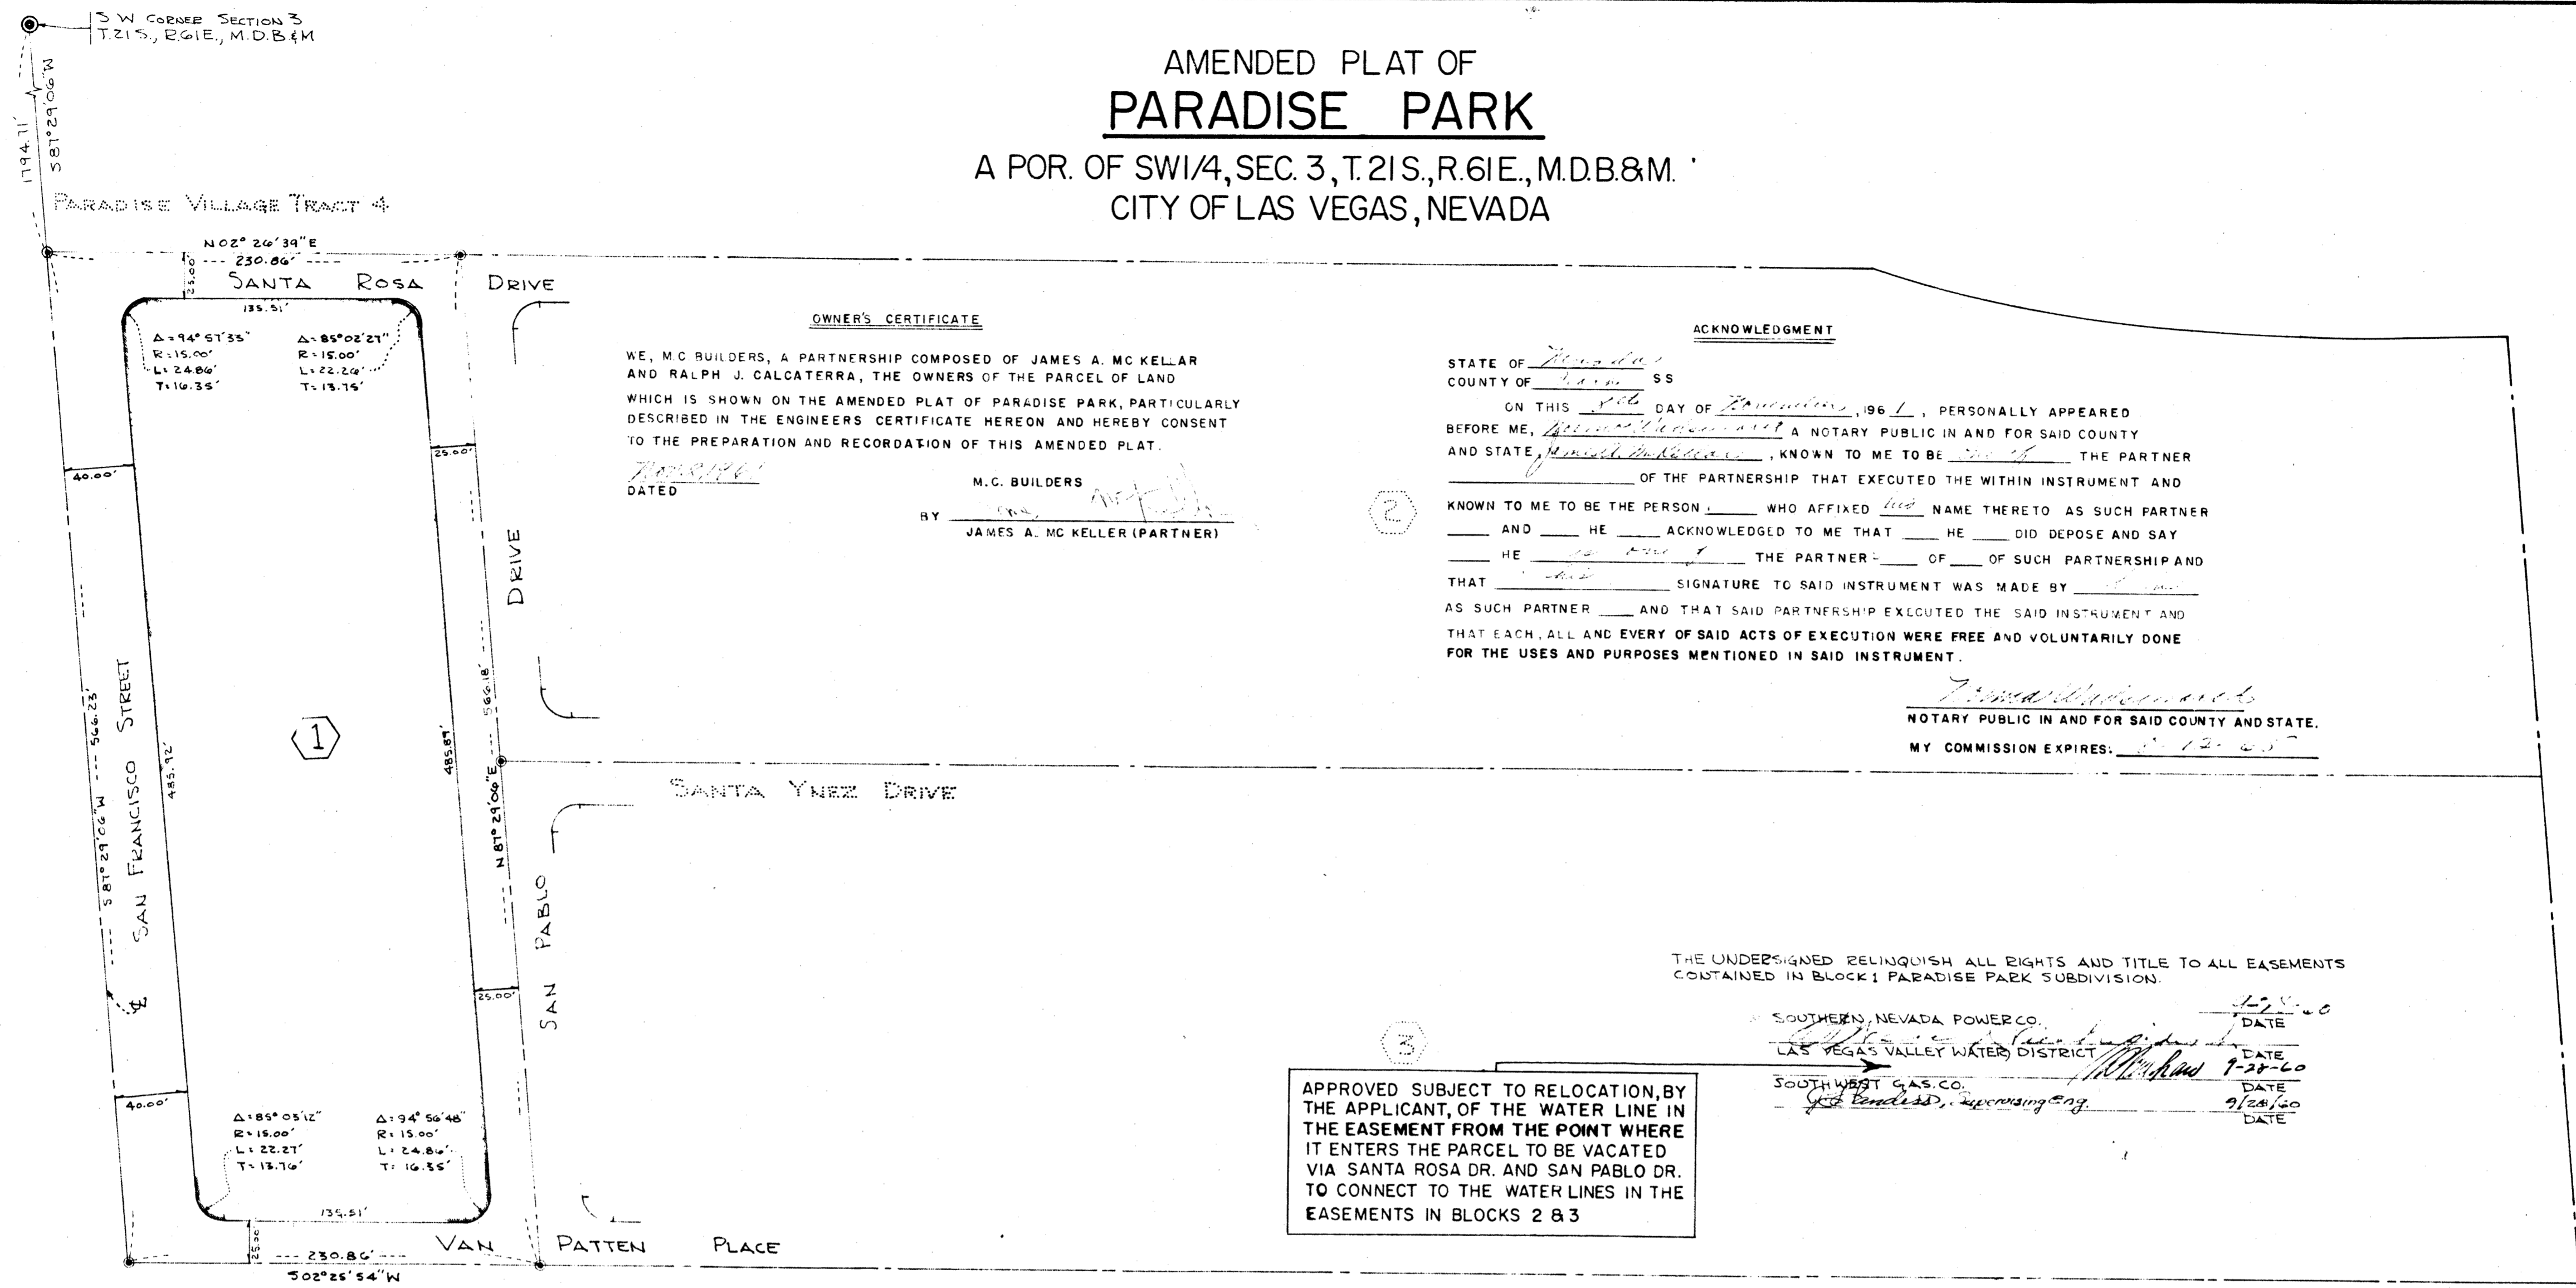 S W CORNER SECTION 3
T.21 S., R.61E., M.D.B.&M
1794.71'
S87°29'06"W
AMENDED PLAT OF
PARADISE PARK
A POR. OF SW1/4, SEC. 3, T. 21 S., R. 61 E., M.D.B.&M.
CITY OF LAS VEGAS, NEVADA
PARADISE VILLAGE TRACT 4
N 02° 26' 39" E
230.86'
25.00
SANTA ROSA DRIVE
135.51'
Δ=94°57'33"
R=15.00'
L=24.86'
T=16.35'
Δ=85°02'27"
R=15.00'
L=22.26'
T=13.75'
40.00'
25.00'
S 87° 29' 06" W 566.23'
SAN FRANCISCO STREET
℄
485.92'
1
485.89'
N 87° 29' 06" E 566.18'
SAN PABLO DRIVE
25.00'
40.00'
Δ=85°03'12"
R=15.00'
L=22.27'
T=13.76'
Δ=94°56'48"
R=15.00'
L=24.86'
T=16.35'
135.51'
25.00
230.86'
S02°25'54"W
VAN PATTEN PLACE
SANTA YNEZ DRIVE
OWNER'S CERTIFICATE
WE, M.C BUILDERS, A PARTNERSHIP COMPOSED OF JAMES A. MC KELLAR
AND RALPH J. CALCATERRA, THE OWNERS OF THE PARCEL OF LAND
WHICH IS SHOWN ON THE AMENDED PLAT OF PARADISE PARK, PARTICULARLY
DESCRIBED IN THE ENGINEERS CERTIFICATE HEREON AND HEREBY CONSENT
TO THE PREPARATION AND RECORDATION OF THIS AMENDED PLAT.
DATED
M.C. BUILDERS
BY
JAMES A. MC KELLER (PARTNER)
2
ACKNOWLEDGMENT
STATE OF Nevada
COUNTY OF SS
ON THIS 8th DAY OF November, 1961, PERSONALLY APPEARED
BEFORE ME, A NOTARY PUBLIC IN AND FOR SAID COUNTY
AND STATE, , KNOWN TO ME TO BE one of THE PARTNER
OF THE PARTNERSHIP THAT EXECUTED THE WITHIN INSTRUMENT AND
KNOWN TO ME TO BE THE PERSON WHO AFFIXED his NAME THERETO AS SUCH PARTNER
AND HE ACKNOWLEDGED TO ME THAT HE DID DEPOSE AND SAY
HE is one of THE PARTNER OF OF SUCH PARTNERSHIP AND
THAT his SIGNATURE TO SAID INSTRUMENT WAS MADE BY
AS SUCH PARTNER AND THAT SAID PARTNERSHIP EXECUTED THE SAID INSTRUMENT AND
THAT EACH, ALL AND EVERY OF SAID ACTS OF EXECUTION WERE FREE AND VOLUNTARILY DONE
FOR THE USES AND PURPOSES MENTIONED IN SAID INSTRUMENT.
NOTARY PUBLIC IN AND FOR SAID COUNTY AND STATE.
MY COMMISSION EXPIRES:
THE UNDERSIGNED RELINQUISH ALL RIGHTS AND TITLE TO ALL EASEMENTS
CONTAINED IN BLOCK 1 PARADISE PARK SUBDIVISION.
SOUTHERN NEVADA POWER CO. DATE
LAS VEGAS VALLEY WATER DISTRICT DATE
9-28-60
SOUTHWEST GAS. CO. DATE
Supervising Eng. 9/28/60
DATE
3
APPROVED SUBJECT TO RELOCATION, BY
THE APPLICANT, OF THE WATER LINE IN
THE EASEMENT FROM THE POINT WHERE
IT ENTERS THE PARCEL TO BE VACATED
VIA SANTA ROSA DR. AND SAN PABLO DR.
TO CONNECT TO THE WATER LINES IN THE
EASEMENTS IN BLOCKS 2 & 3